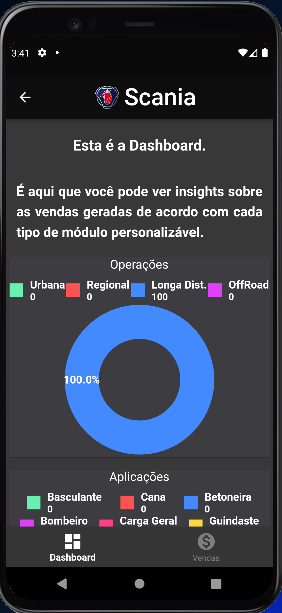 3:41
Scania
Esta é a Dashboard.
É aqui que você pode ver insights sobre
as vendas geradas de acordo com cada
tipo de módulo personalizável.
Operações
Urbana Regional Longa Dist. OffRoad
0 0 100 0
100.0%
Aplicações
Basculante Cana Betoneira
0 0 0
Bombeiro Carga Geral Guindaste
Dashboard Vendas